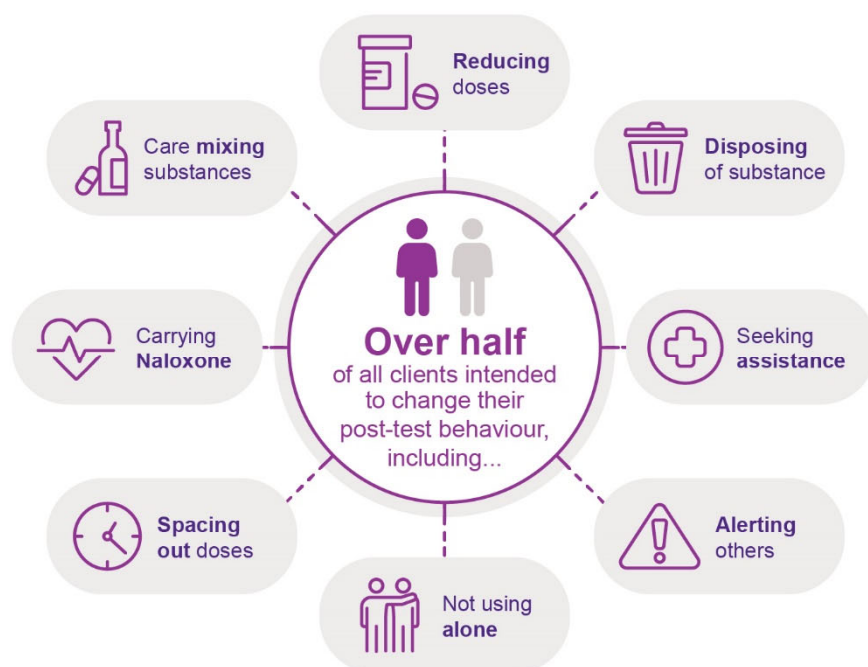 Over half
of all clients intended
to change their
post-test behaviour,
including...
Reducing
doses
Disposing
of substance
Seeking
assistance
Alerting
others
Not using
alone
Spacing
out doses
Carrying
Naloxone
Care mixing
substances